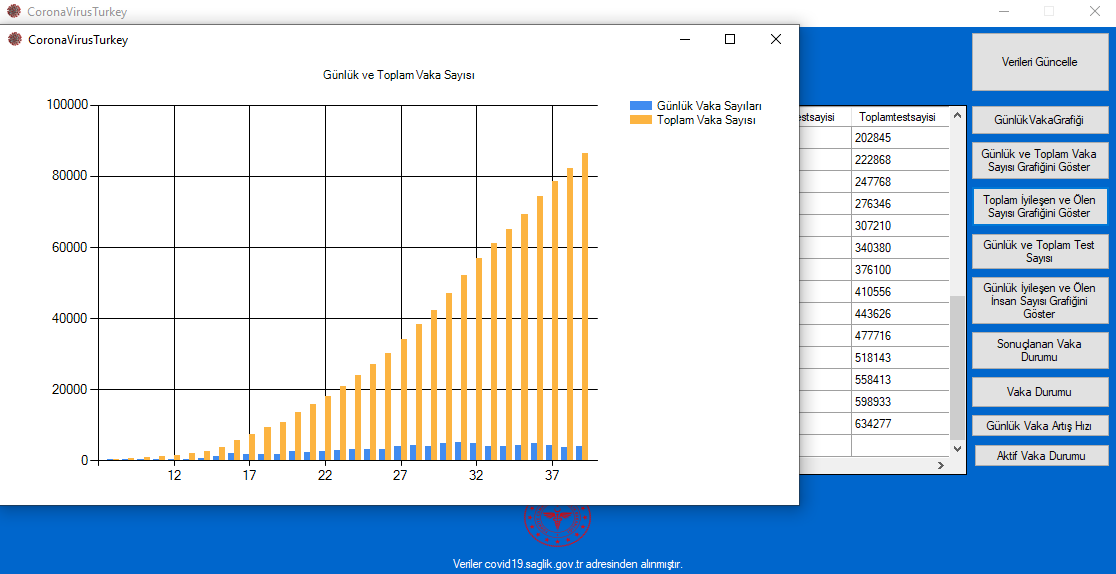 CoronaVirusTurkey
CoronaVirusTurkey
Günlük ve Toplam Vaka Sayısı
100000
80000
60000
40000
20000
0
12
17
22
27
32
37
Günlük Vaka Sayıları
Toplam Vaka Sayısı
estsayisi
Toplamtestsayisi
202845
222868
247768
276346
307210
340380
376100
410556
443626
477716
518143
558413
598933
634277
Verileri Güncelle
GünlükVakaGrafiği
Günlük ve Toplam Vaka
Sayısı Grafiğini Göster
Toplam İyileşen ve Ölen
Sayısı Grafiğini Göster
Günlük ve Toplam Test
Sayısı
Günlük İyileşen ve Ölen
İnsan Sayısı Grafiğini
Göster
Sonuçlanan Vaka
Durumu
Vaka Durumu
Günlük Vaka Artış Hızı
Aktif Vaka Durumu
Veriler covid19.saglik.gov.tr adresinden alınmıştır.